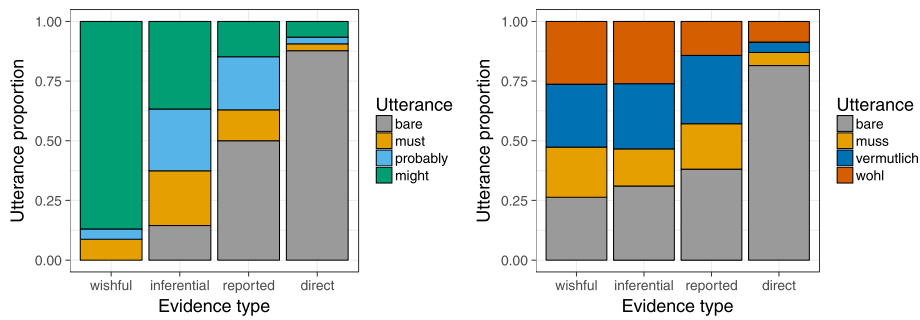 Utterance proportion
1.00
0.75
0.50
0.25
0.00
wishful inferential reported direct
Evidence type
Utterance
bare
must
probably
might
Utterance proportion
1.00
0.75
0.50
0.25
0.00
wishful inferential reported direct
Evidence type
Utterance
bare
muss
vermutlich
wohl